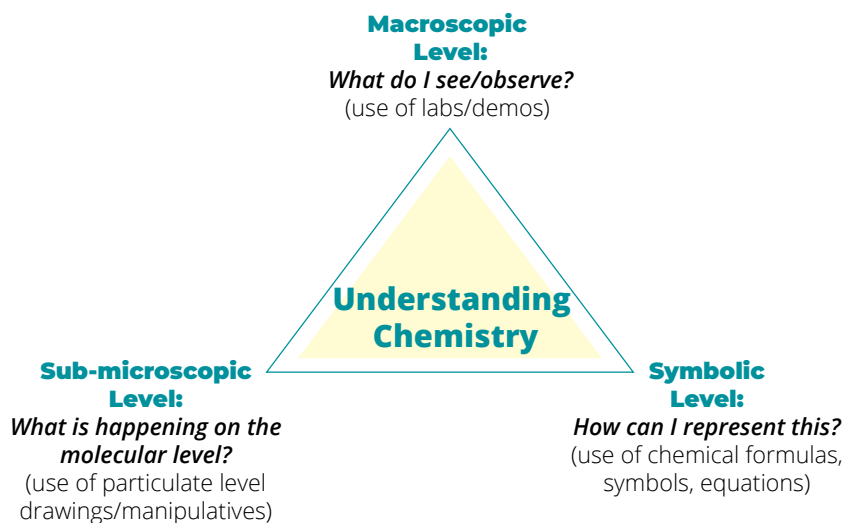 Macroscopic
Level:
What do I see/observe?
(use of labs/demos)
Understanding
Chemistry
Sub-microscopic
Level:
What is happening on the
molecular level?
(use of particulate level
drawings/manipulatives)
Symbolic
Level:
How can I represent this?
(use of chemical formulas,
symbols, equations)